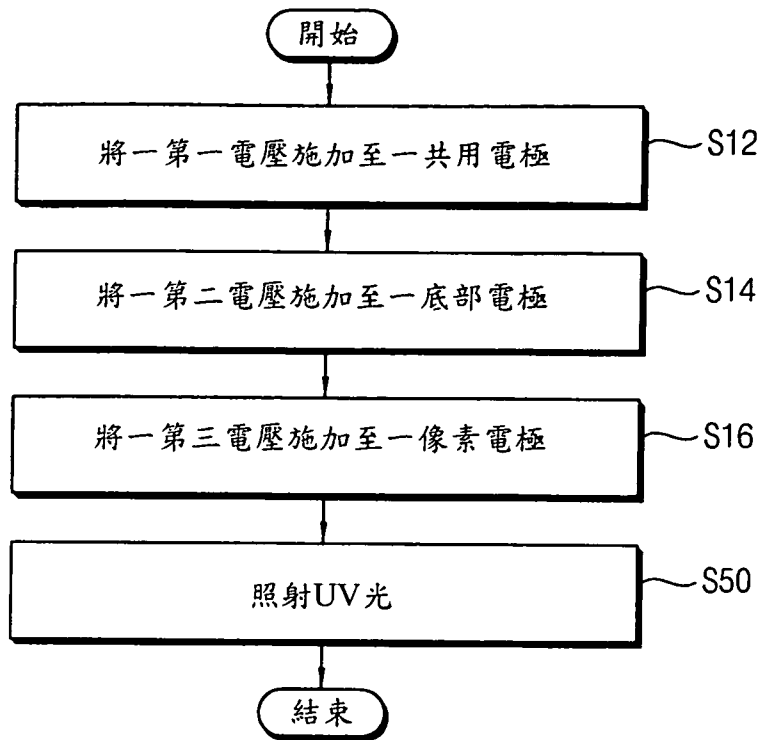 開始
將一第一電壓施加至一共用電極
S12
將一第二電壓施加至一底部電極
S14
將一第三電壓施加至一像素電極
S16
照射UV光
S50
結束